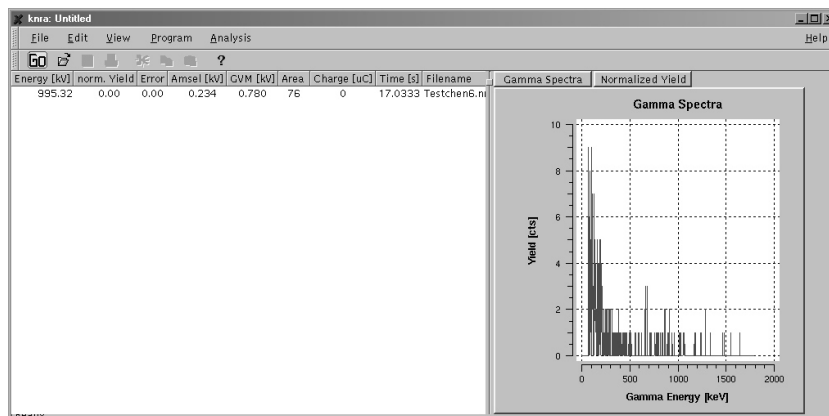 knra: Untitled
File Edit View Program Analysis Help
Go ?
Energy [kV] norm. Yield Error Amsel [kV] GVM [kV] Area Charge [uC] Time [s] Filename
995.32 0.00 0.00 0.234 0.780 76 0 17.0333 Testchen6.n
Gamma Spectra Normalized Yield
Gamma Spectra
10
8
6
4
2
0
Yield [cts]
0 500 1000 1500 2000
Gamma Energy [keV]